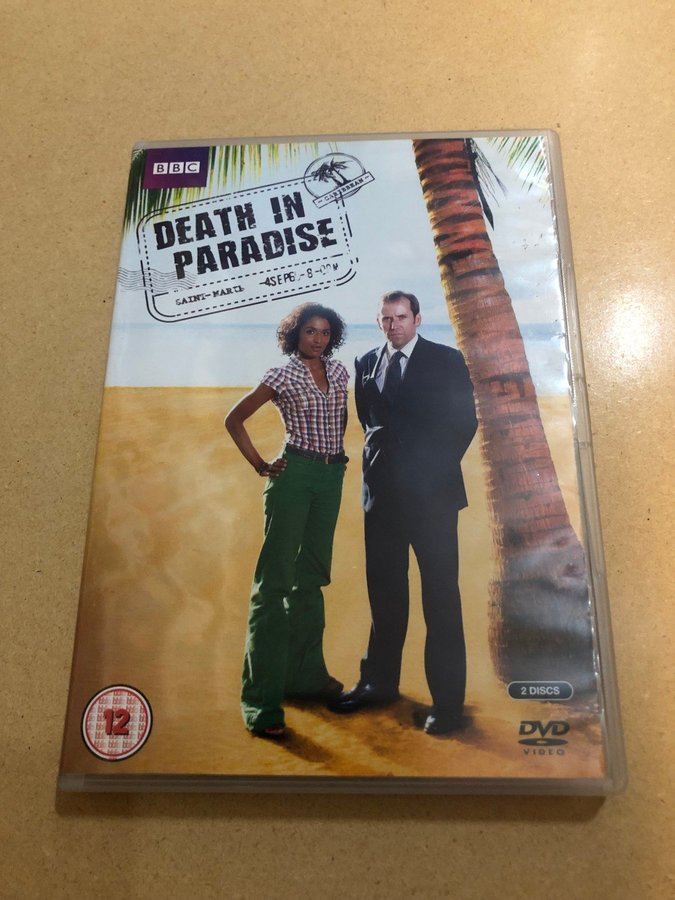 BBC
CARIBBEAN
DEATH IN
PARADISE
SAINT-MARIE
2 DISCS
12
DVD
VIDEO